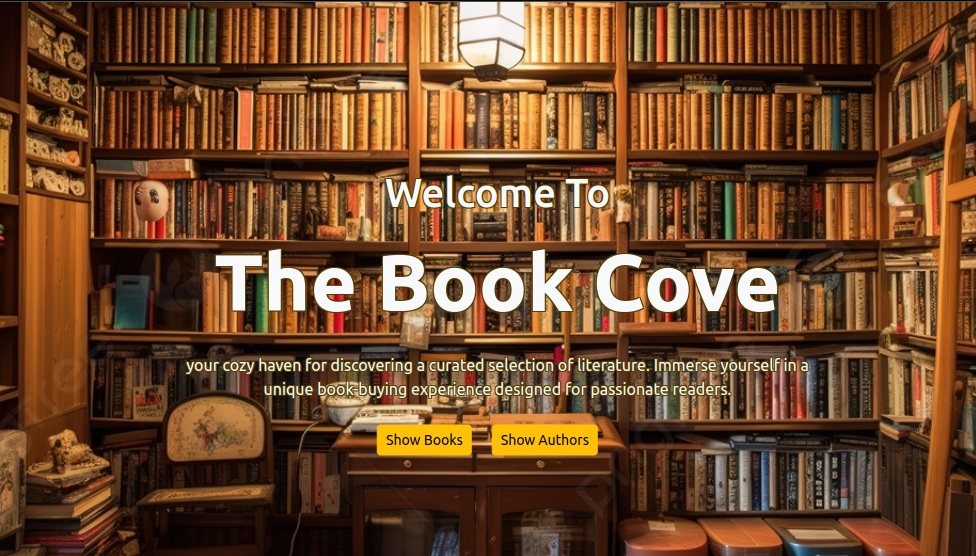 Welcome To
The Book Cove
your cozy haven for discovering a curated selection of literature. Immerse yourself in a
unique book-buying experience designed for passionate readers.
Show Books
Show Authors